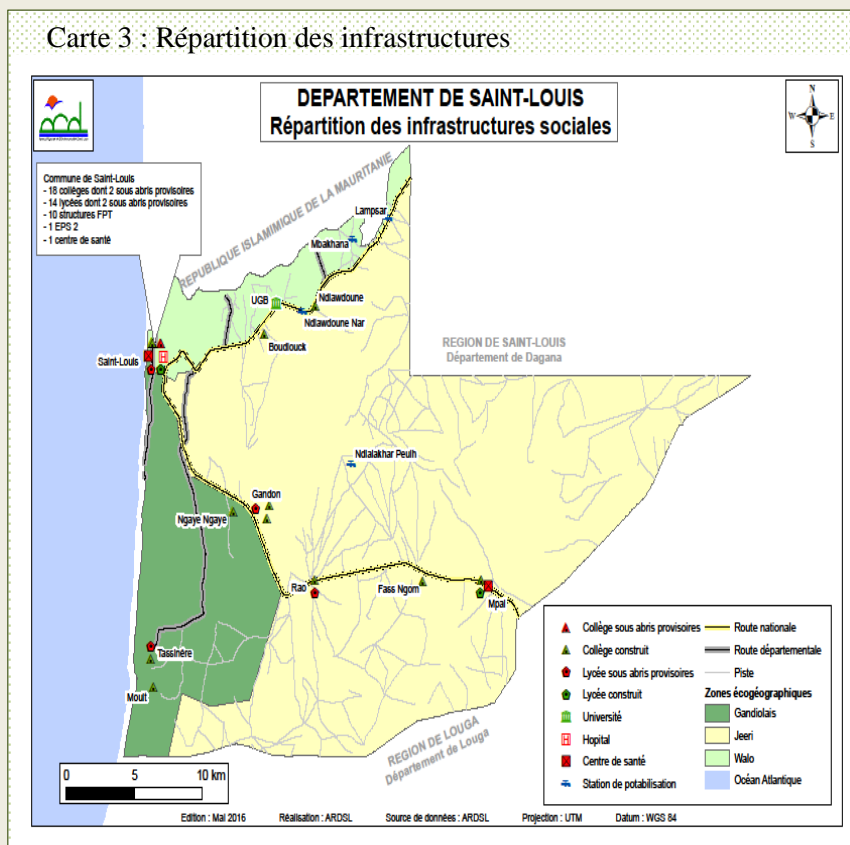 Carte 3 : Répartition des infrastructures
DEPARTEMENT DE SAINT-LOUIS
Répartition des infrastructures sociales
N
W
E
S
Commune de Saint-Louis
- 18 collèges dont 2 sous abris provisoires
- 14 lycées dont 2 sous abris provisoires
- 10 structures FPT
- 1 EPS 2
- 1 centre de santé
REPUBLIQUE ISLAMIMIQUE DE LA MAURITANIE
Lampsar
Mbakhana
UGB
Ndiawdoune
Ndiawdoune Nar
Boudiouck
Saint-Louis
REGION DE SAINT-LOUIS
Département de Dagana
Ndialakhar Peulh
Gandon
Ngaye Ngaye
Rao
Fass Ngom
Mpal
Tassinère
Mouit
REGION DE LOUGA
Département de Louga
Collège sous abris provisoires
Collège construit
Lycée sous abris provisoires
Lycée construit
Université
Hopital
Centre de santé
Station de potabilisation
Route nationale
Route départementale
Piste
Zones écogéographiques
Gandiolais
Jeeri
Walo
Océan Atlantique
0 5 10 km
Edition : Mai 2016 Réalisation : ARDSL Source de données : ARDSL Projection : UTM Datum : WGS 84